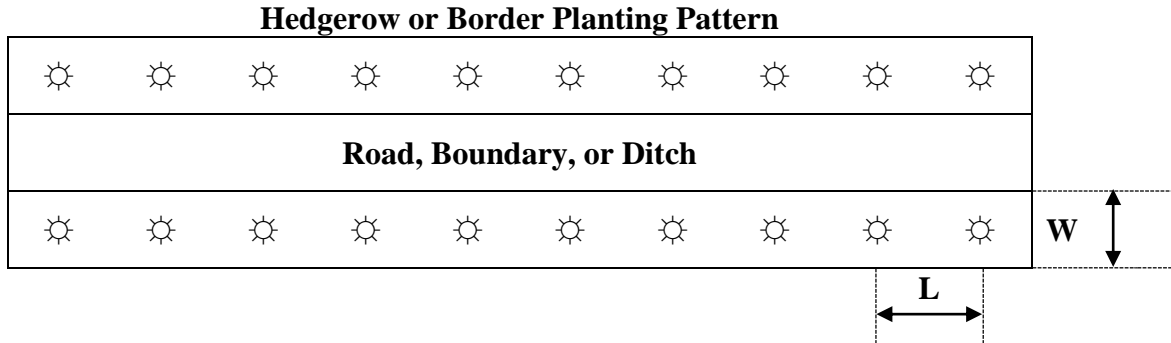 Hedgerow or Border Planting Pattern
Road, Boundary, or Ditch
W
L